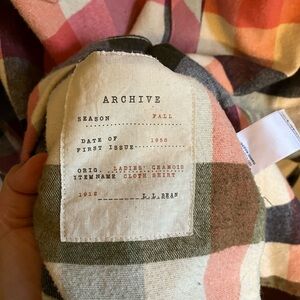 ARCHIVE
SEASON FALL
DATE OF
FIRST ISSUE 1958
ORIG. LADIES' CHAMOIS
ITEM NAME CLOTH SHIRT
1912 L.L.BEAN